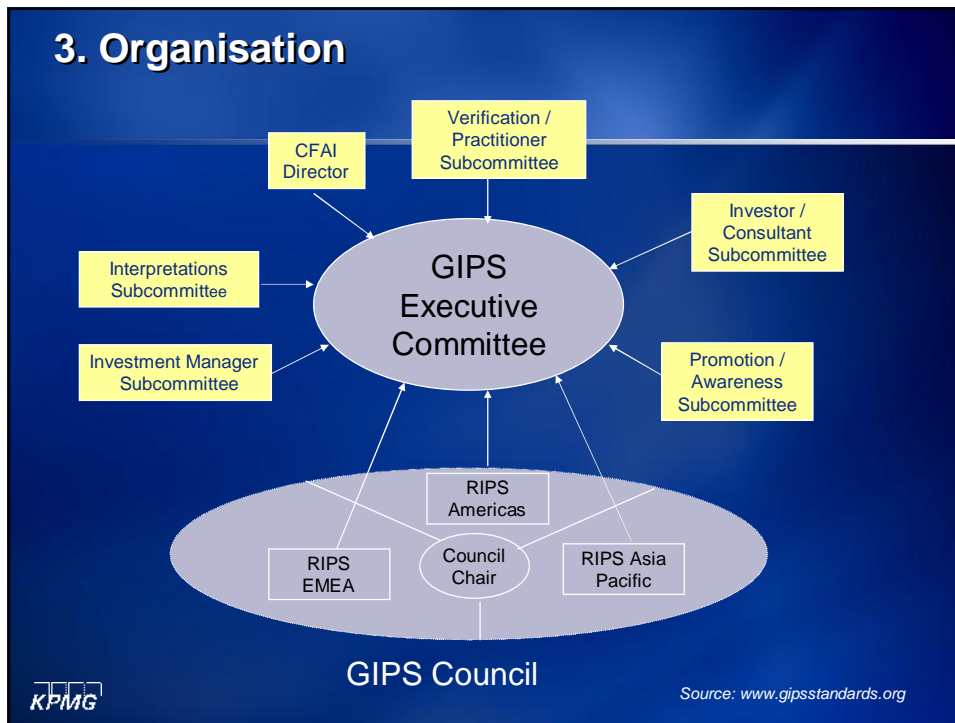 3. Organisation
Verification /
Practitioner
Subcommittee
CFAI
Director
Investor /
Consultant
Subcommittee
Interpretations
Subcommittee
GIPS
Executive
Committee
Investment Manager
Subcommittee
Promotion /
Awareness
Subcommittee
RIPS
Americas
RIPS
EMEA
Council
Chair
RIPS Asia
Pacific
GIPS Council
KPMG
Source: www.gipsstandards.org